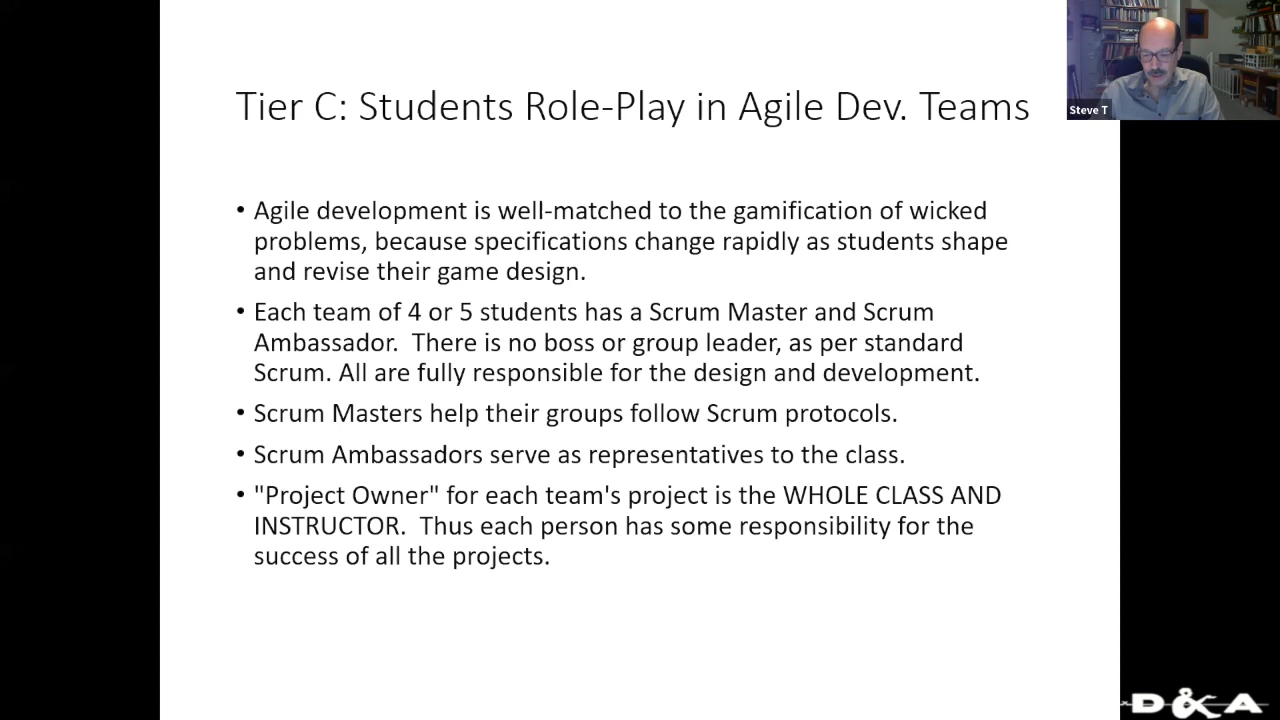 Tier C: Students Role-Play in Agile Dev. Teams
Steve T
• Agile development is well-matched to the gamification of wicked
problems, because specifications change rapidly as students shape
and revise their game design.
• Each team of 4 or 5 students has a Scrum Master and Scrum
Ambassador.  There is no boss or group leader, as per standard
Scrum. All are fully responsible for the design and development.
• Scrum Masters help their groups follow Scrum protocols.
• Scrum Ambassadors serve as representatives to the class.
• "Project Owner" for each team's project is the WHOLE CLASS AND
INSTRUCTOR.  Thus each person has some responsibility for the
success of all the projects.
D&A